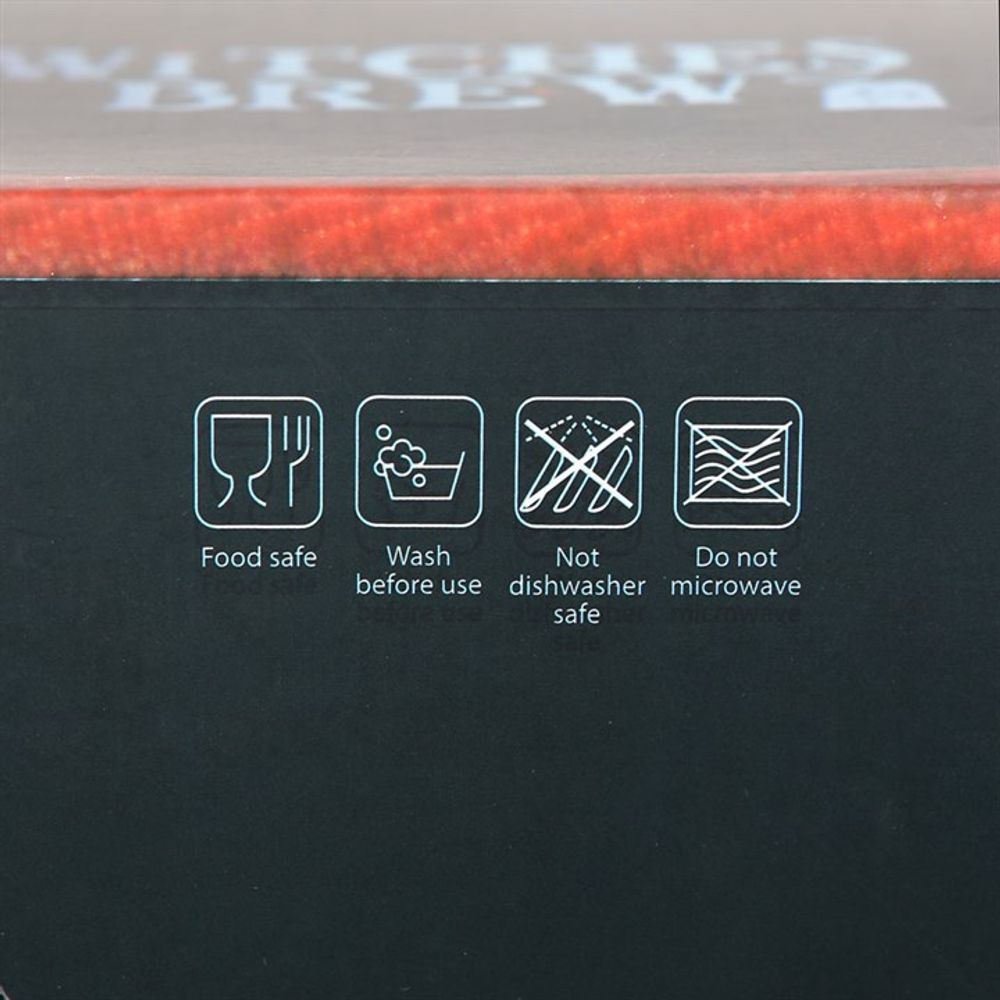 WITCHES
BREW
Food safe
Wash
before use
Not
dishwasher
safe
Do not
microwave